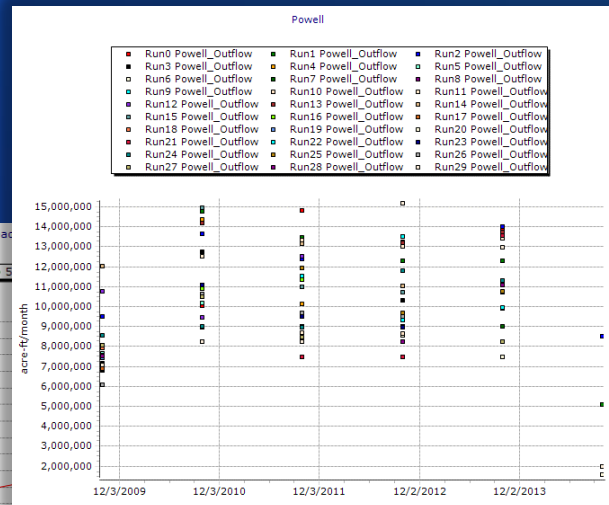 Powell
Run0 Powell_Outflow Run1 Powell_Outflow Run2 Powell_Outflow
Run3 Powell_Outflow Run4 Powell_Outflow Run5 Powell_Outflow
Run6 Powell_Outflow Run7 Powell_Outflow Run8 Powell_Outflow
Run9 Powell_Outflow Run10 Powell_Outflow Run11 Powell_Outflow
Run12 Powell_Outflow Run13 Powell_Outflow Run14 Powell_Outflow
Run15 Powell_Outflow Run16 Powell_Outflow Run17 Powell_Outflow
Run18 Powell_Outflow Run19 Powell_Outflow Run20 Powell_Outflow
Run21 Powell_Outflow Run22 Powell_Outflow Run23 Powell_Outflow
Run24 Powell_Outflow Run25 Powell_Outflow Run26 Powell_Outflow
Run27 Powell_Outflow Run28 Powell_Outflow Run29 Powell_Outflow
ac
5
acre-ft/month
15,000,000
14,000,000
13,000,000
12,000,000
11,000,000
10,000,000
9,000,000
8,000,000
7,000,000
6,000,000
5,000,000
4,000,000
3,000,000
2,000,000
12/3/2009 12/3/2010 12/3/2011 12/2/2012 12/2/2013